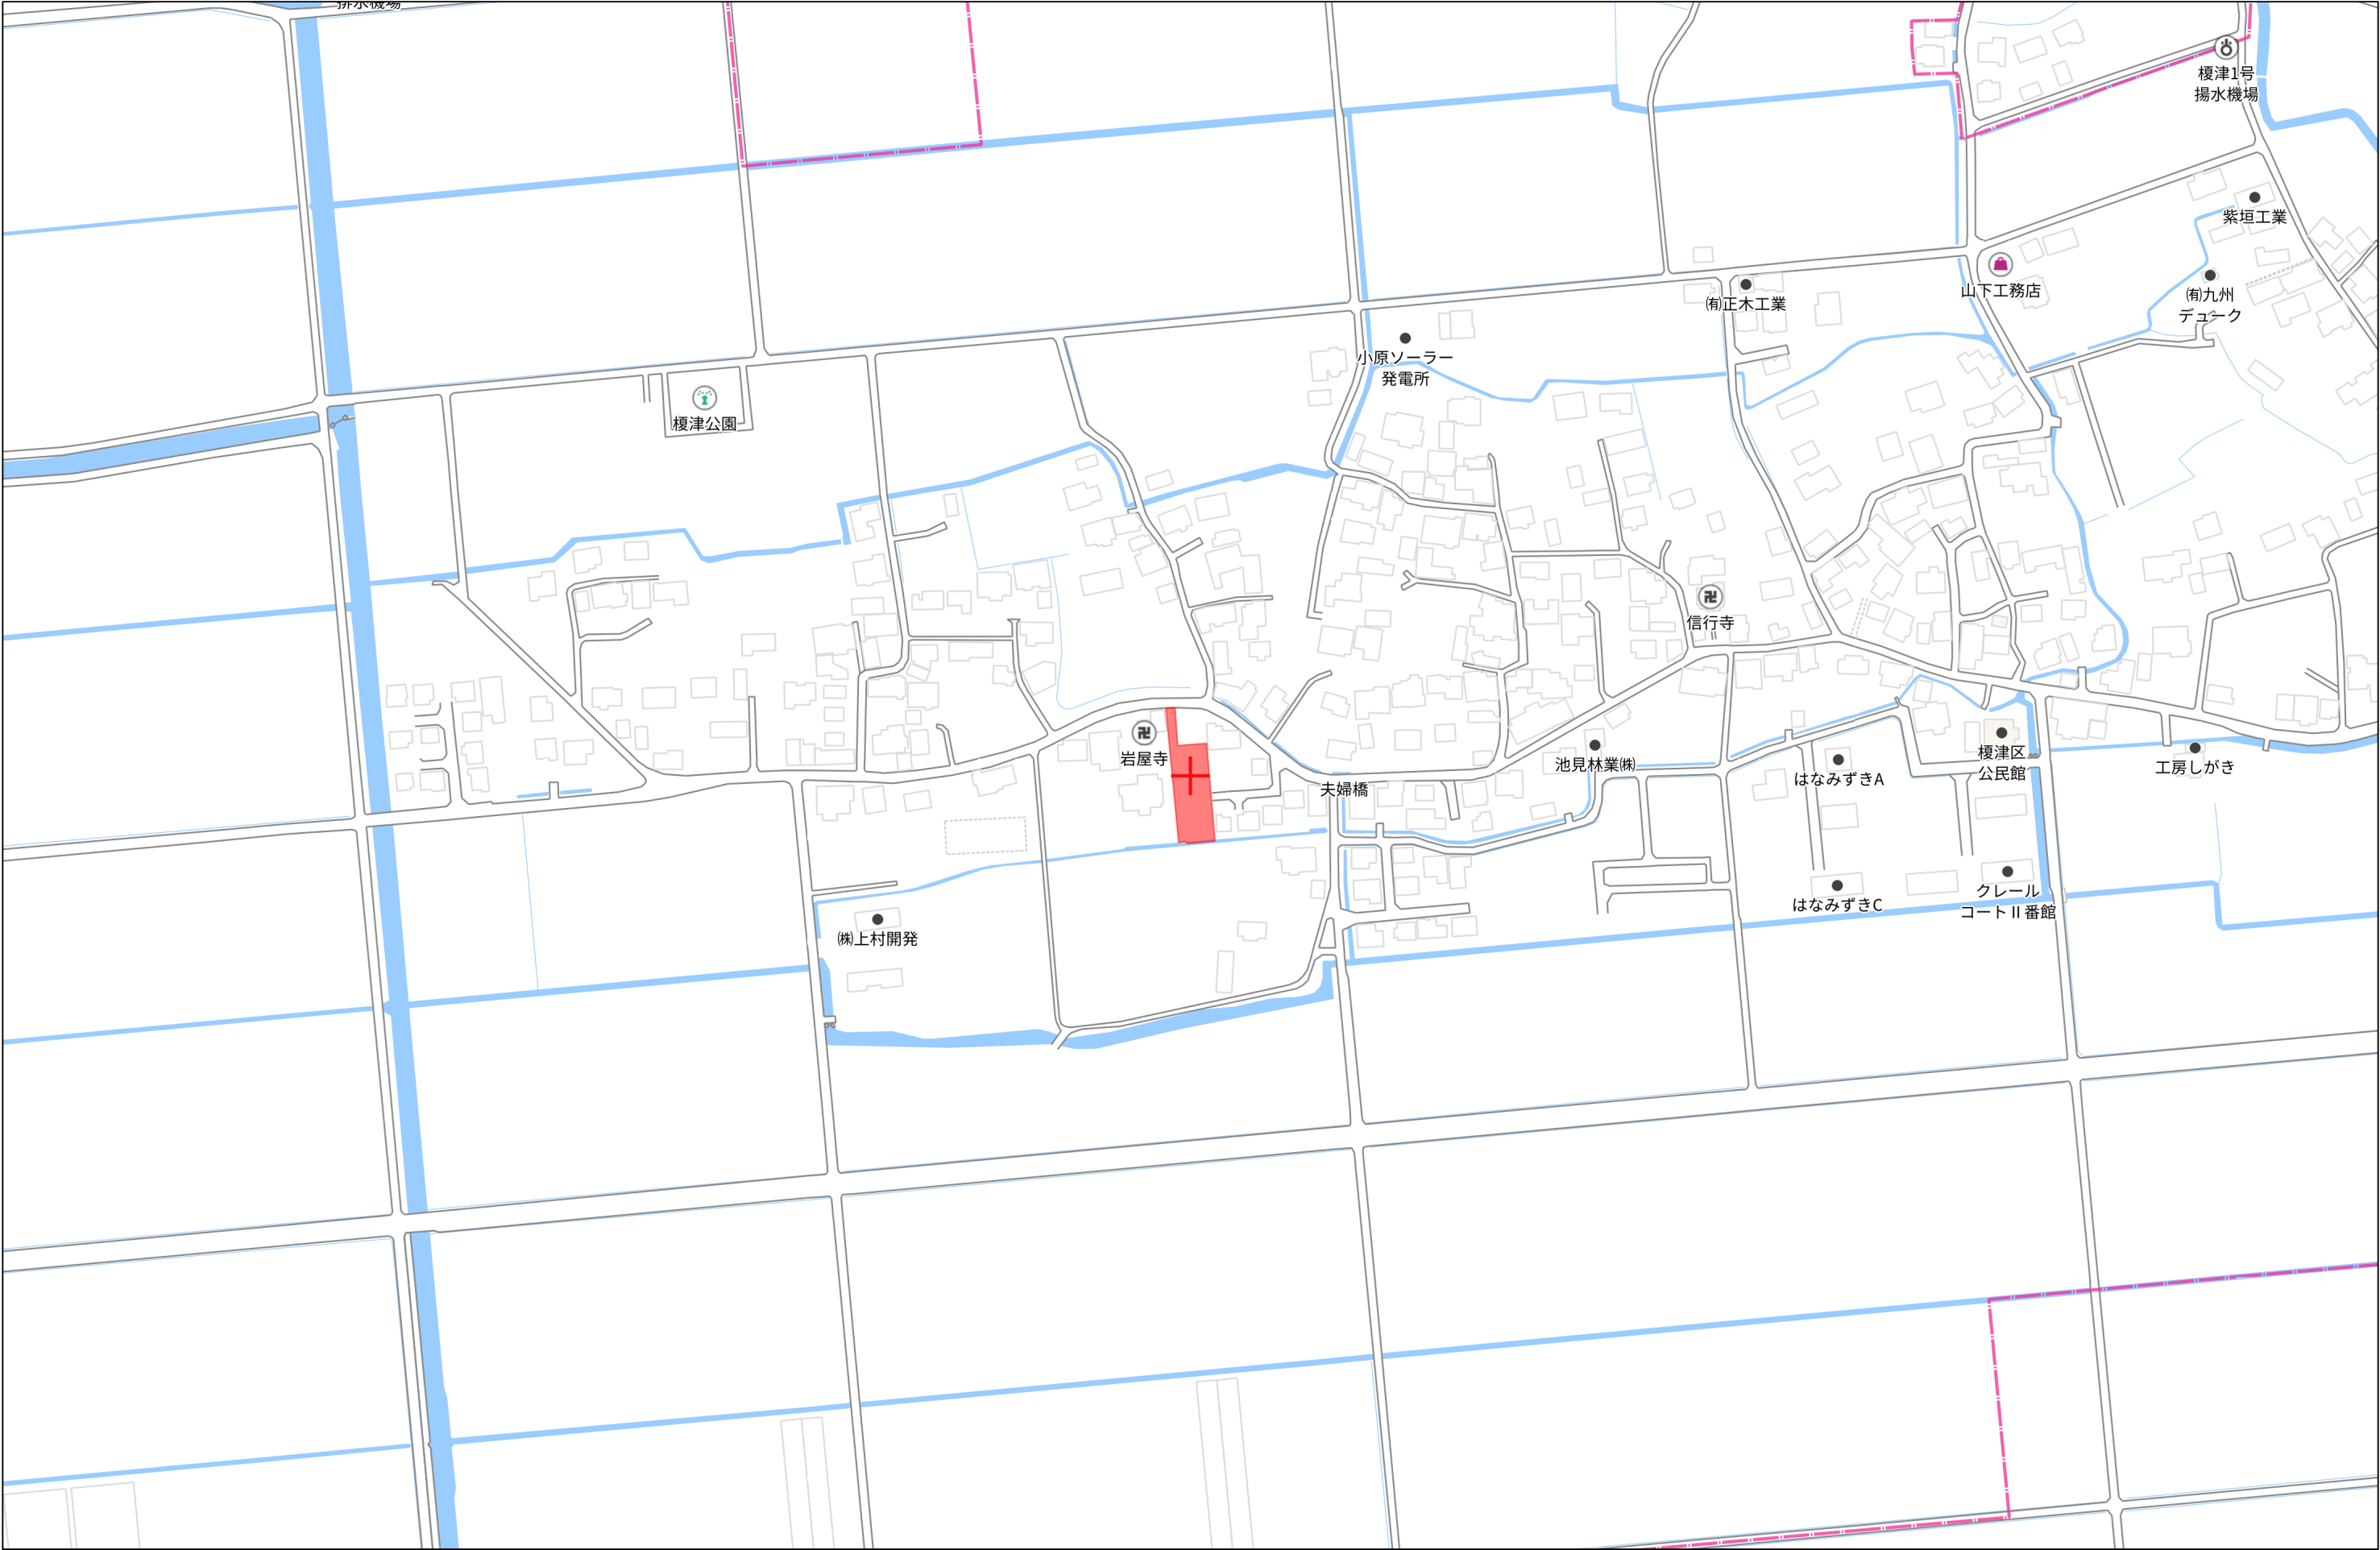 排水機場
榎津1号
揚水機場
紫垣工業
山下工務店
㈲九州
デューク
㈲正木工業
小原ソーラー
発電所
榎津公園
信行寺
岩屋寺
池見林業㈱
夫婦橋
榎津区
公民館
工房しがき
はなみずきA
はなみずきC
クレール
コートⅡ番館
㈱上村開発